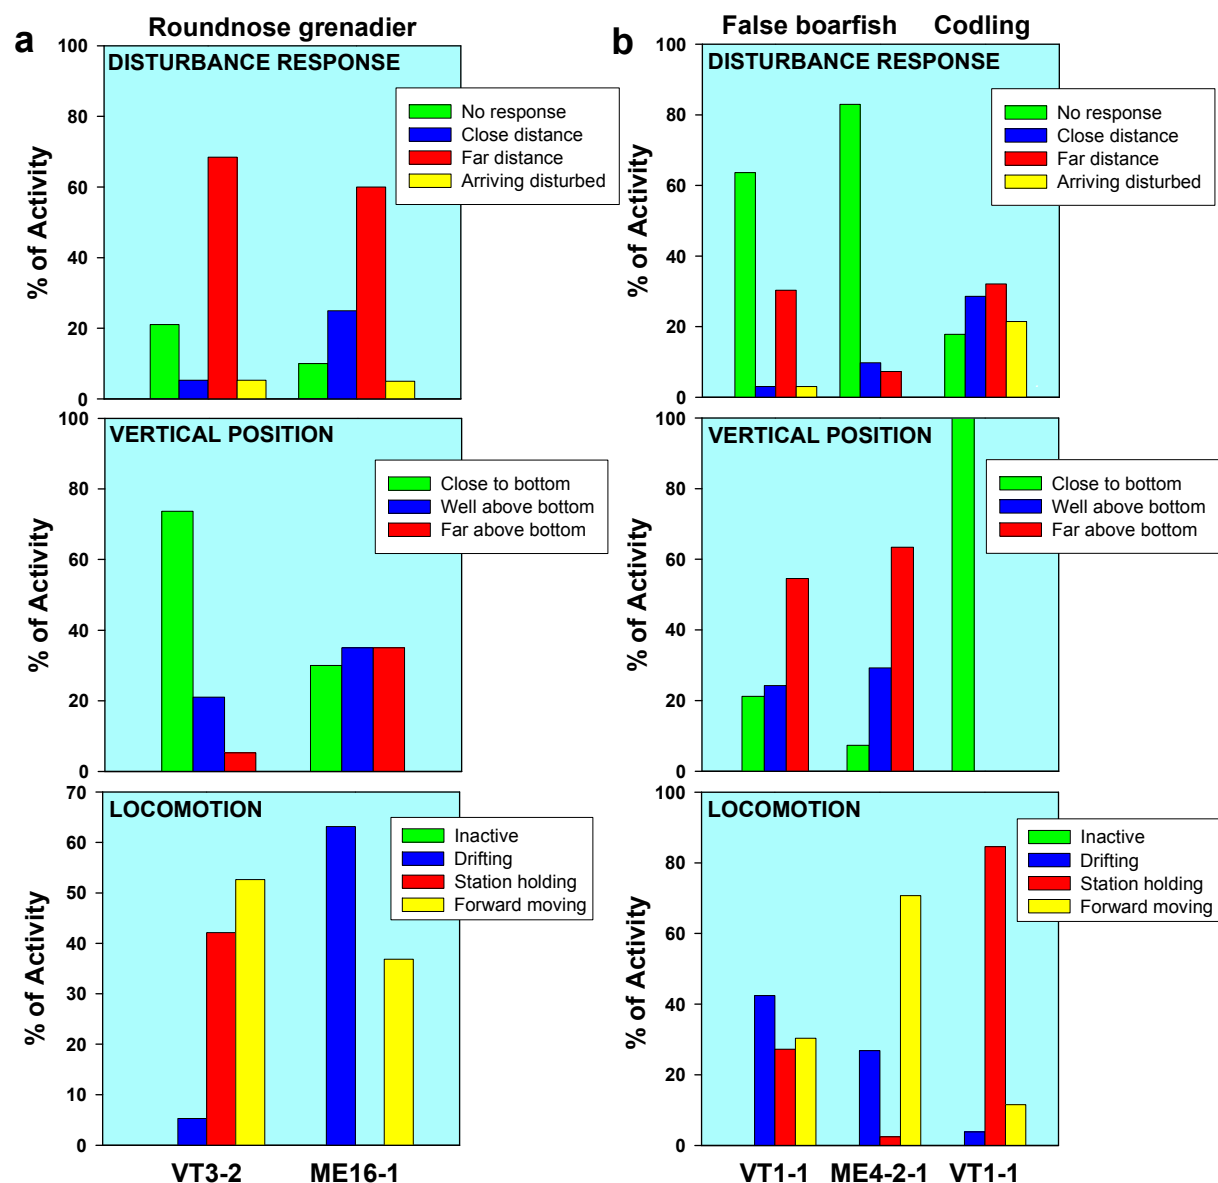 a
Roundnose grenadier
DISTURBANCE RESPONSE
No response
Close distance
Far distance
Arriving disturbed
% of Activity
100
80
60
40
20
0
VERTICAL POSITION
Close to bottom
Well above bottom
Far above bottom
% of Activity
100
80
60
40
20
0
LOCOMOTION
Inactive
Drifting
Station holding
Forward moving
% of Activity
70
60
50
40
30
20
10
0
VT3-2 ME16-1
b
False boarfish Codling
DISTURBANCE RESPONSE
No response
Close distance
Far distance
Arriving disturbed
% of Activity
100
80
60
40
20
0
VERTICAL POSITION
Close to bottom
Well above bottom
Far above bottom
% of Activity
100
80
60
40
20
0
LOCOMOTION
Inactive
Drifting
Station holding
Forward moving
% of Activity
100
80
60
40
20
0
VT1-1 ME4-2-1 VT1-1